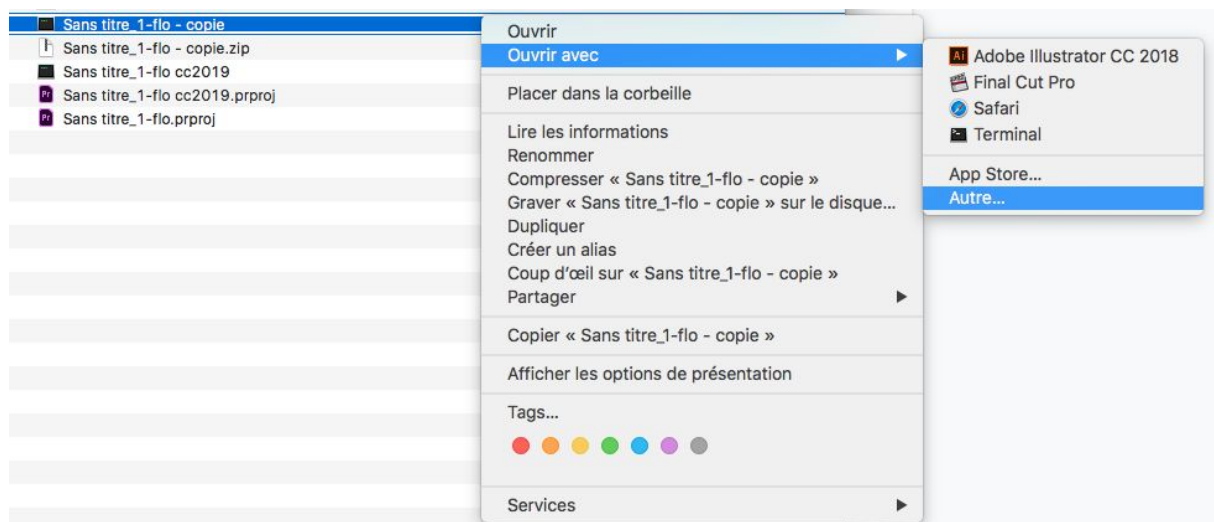 Sans titre_1-flo - copie
Sans titre_1-flo - copie.zip
Sans titre_1-flo cc2019
Sans titre_1-flo cc2019.prproj
Sans titre_1-flo.prproj
Ouvrir
Ouvrir avec
Placer dans la corbeille
Lire les informations
Renommer
Compresser « Sans titre_1-flo - copie »
Graver « Sans titre_1-flo - copie » sur le disque...
Dupliquer
Créer un alias
Coup d'œil sur « Sans titre_1-flo - copie »
Partager
Copier « Sans titre_1-flo - copie »
Afficher les options de présentation
Tags...
Services
Adobe Illustrator CC 2018
Final Cut Pro
Safari
Terminal
App Store...
Autre...